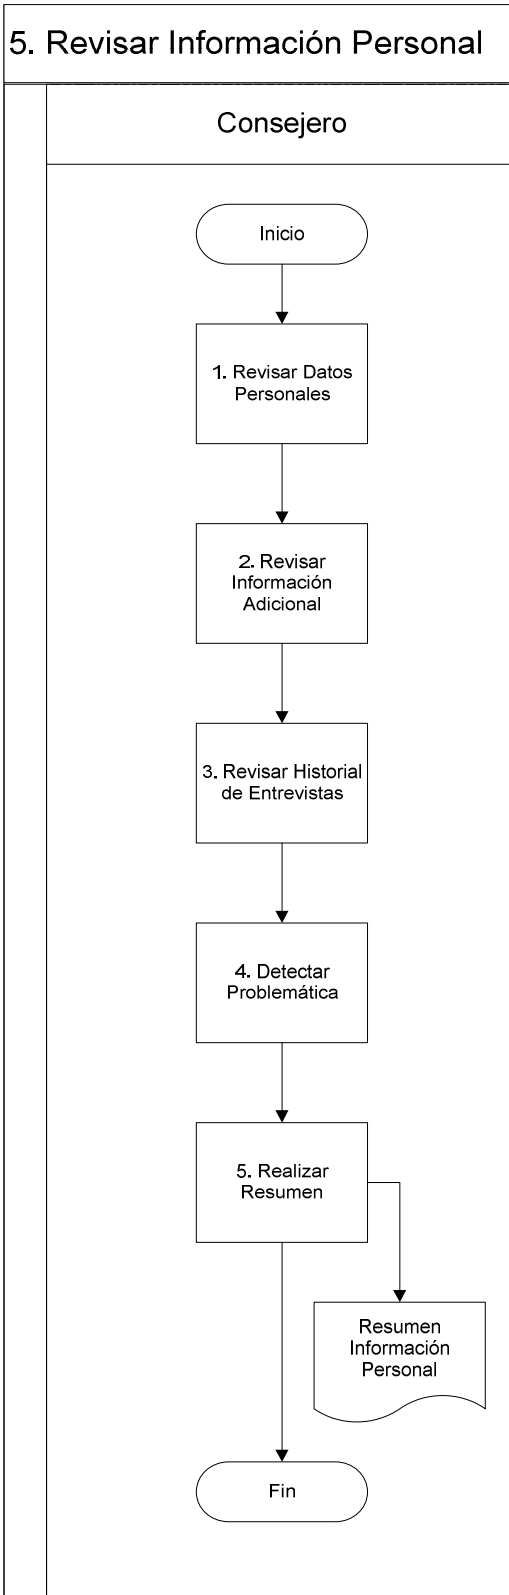 5. Revisar Información Personal
Consejero
Inicio
1. Revisar Datos
Personales
2. Revisar
Información
Adicional
3. Revisar Historial
de Entrevistas
4. Detectar
Problemática
5. Realizar
Resumen
Resumen
Información
Personal
Fin